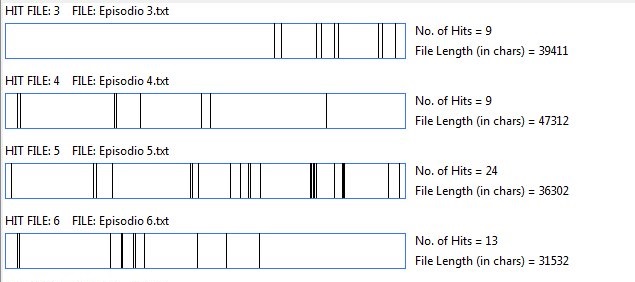 HIT FILE: 3 FILE: Episodio 3.txt
No. of Hits = 9
File Length (in chars) = 39411
HIT FILE: 4 FILE: Episodio 4.txt
No. of Hits = 9
File Length (in chars) = 47312
HIT FILE: 5 FILE: Episodio 5.txt
No. of Hits = 24
File Length (in chars) = 36302
HIT FILE: 6 FILE: Episodio 6.txt
No. of Hits = 13
File Length (in chars) = 31532